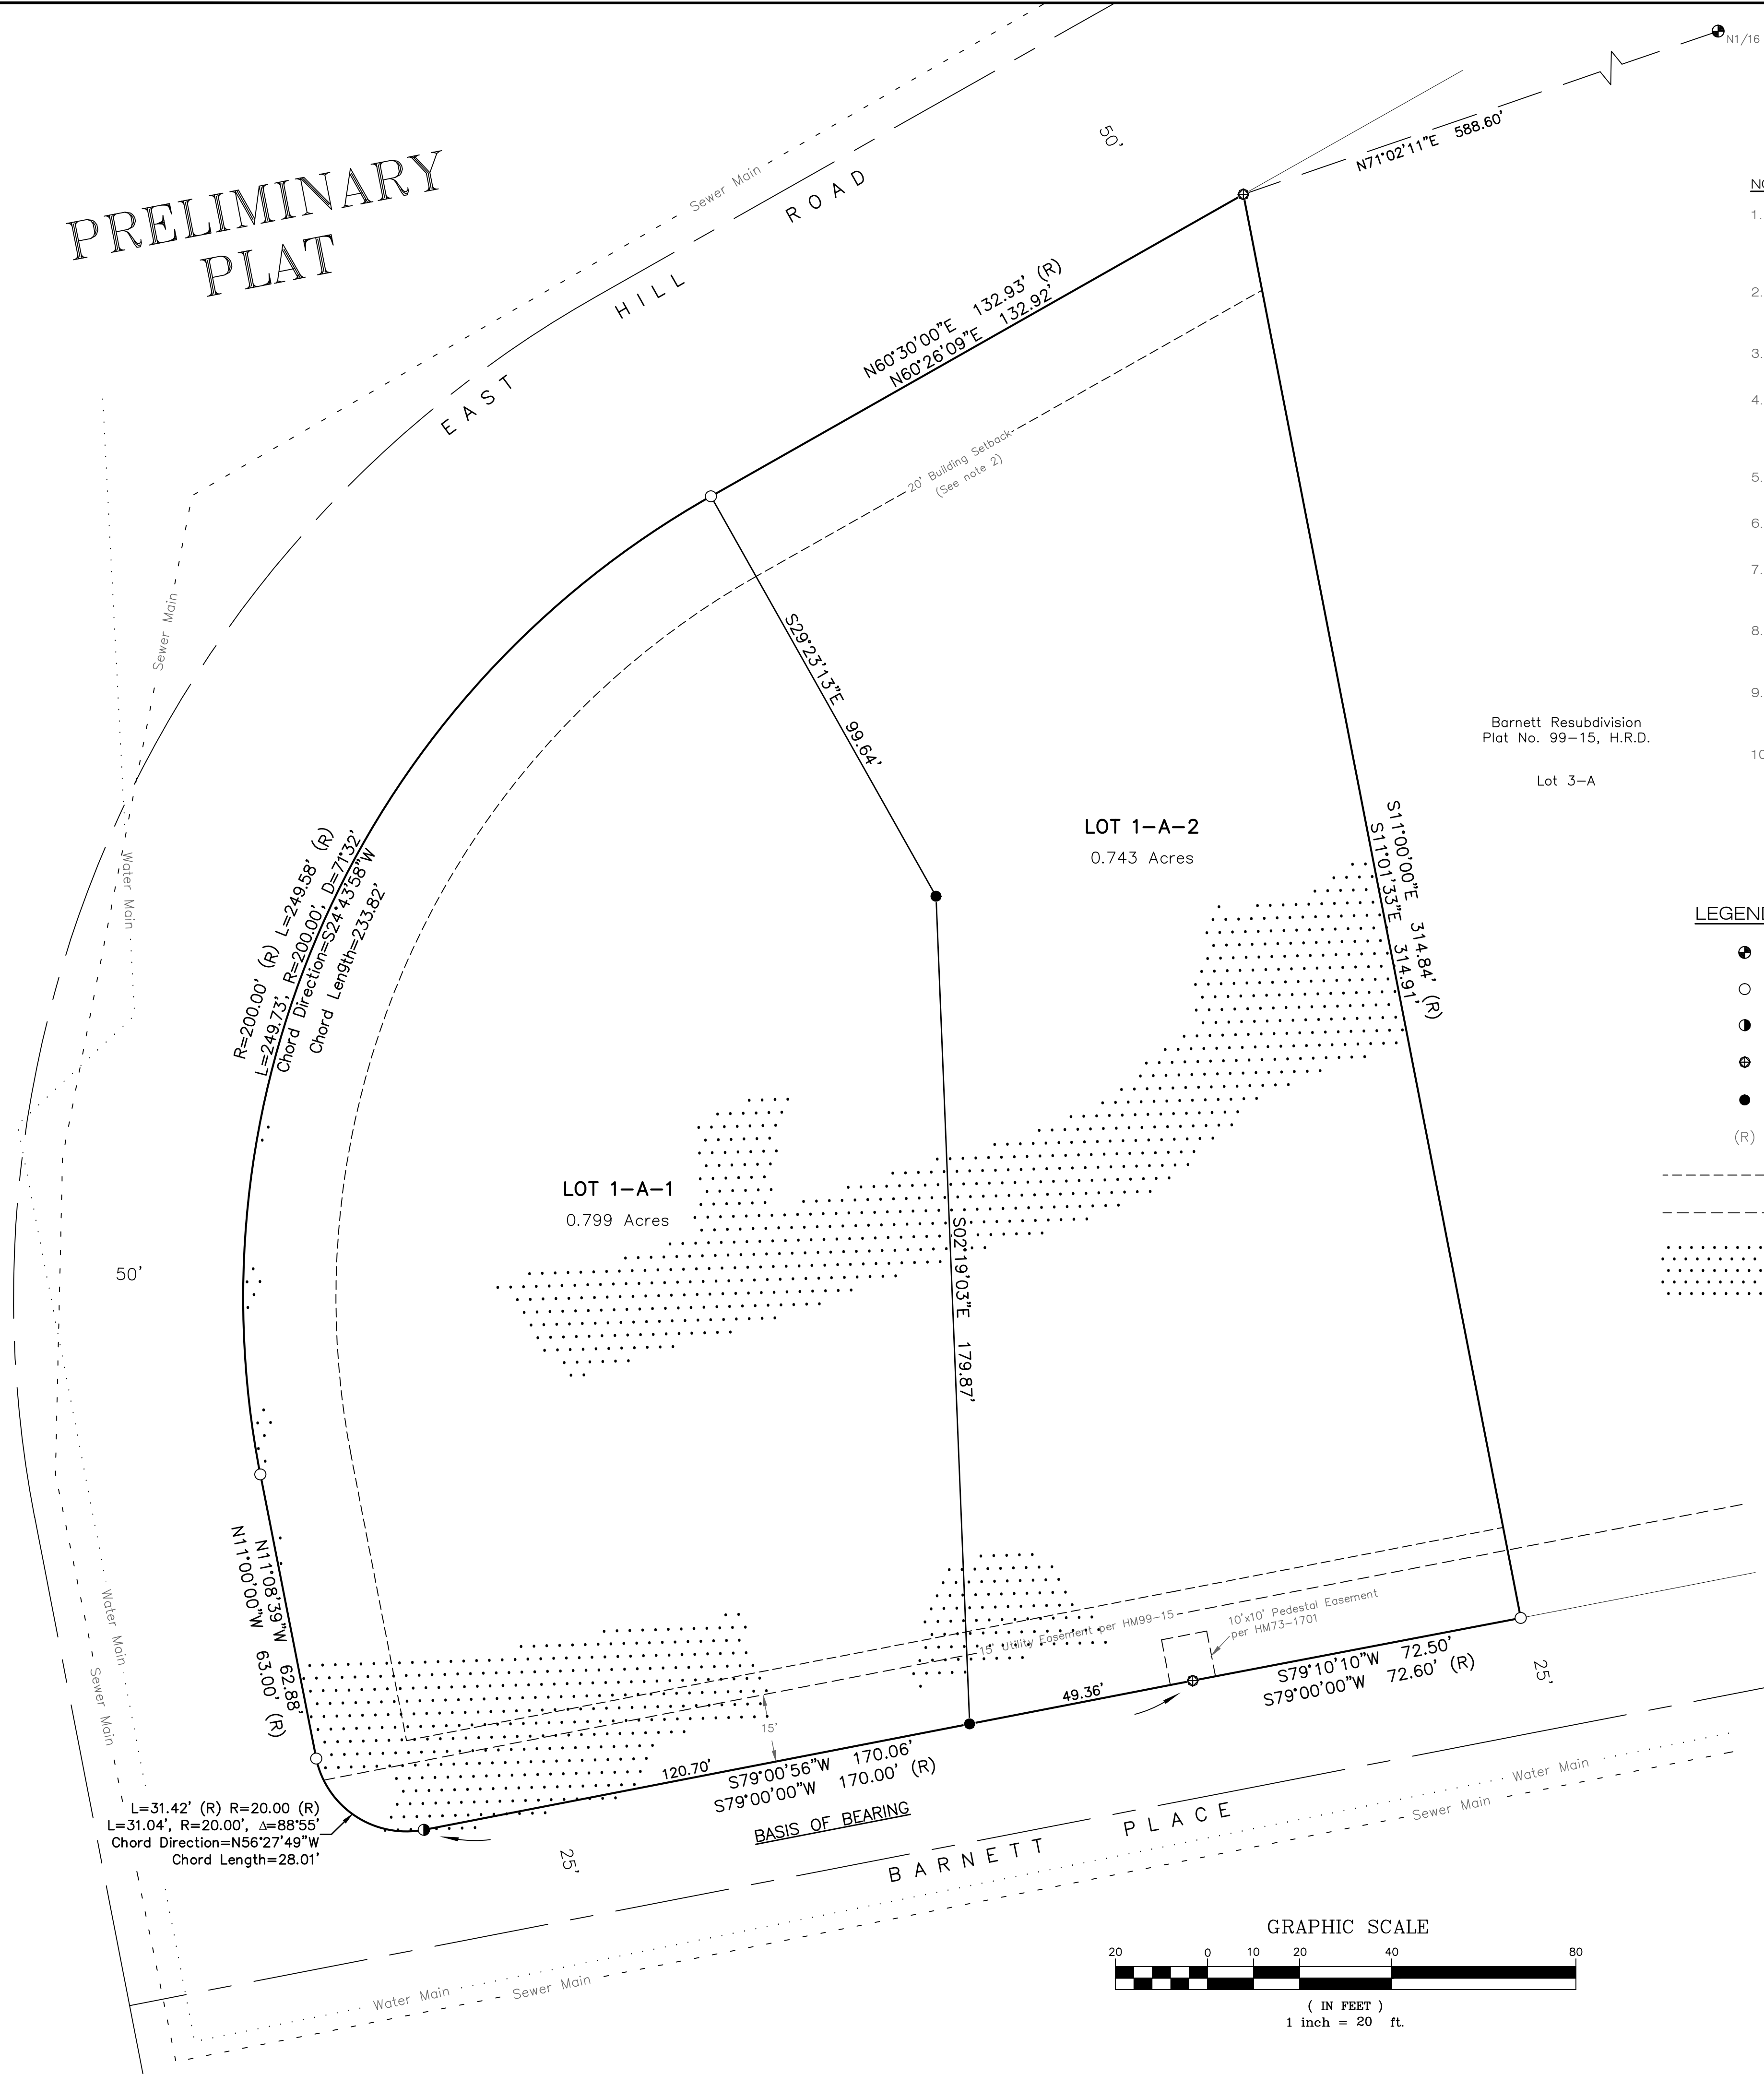 N1/16
PRELIMINARY
PLAT
50'
Sewer Main
EAST HILL ROAD
N71°02'11"E 588.60'
N60°30'00"E 132.93' (R)
N60°26'09"E 132.92'
1.
2.
3.
4.
5.
6.
7.
8.
9.
10
20' Building Setback
(See note 2)
Sewer Main
S29°23'13"E 99.64'
Barnett Resubdivision
Plat No. 99-15, H.R.D.
Lot 3-A
LOT 1-A-2
0.743 Acres
S11°00'00"E 314.84' (R)
S11°01'33"E 314.91'
Water Main
R=200.00' (R) L=249.58' (R)
L=249.73', R=200.00', D=71°32'
Chord Direction=S24°43'58"W
Chord Length=233.82'
LEGEND
(R)
LOT 1-A-1
0.799 Acres
S02°19'03"E 179.87'
50'
N11°08'39"W 62.88'
N11°00'00"W 63.00' (R)
Water Main
Sewer Main
15' Utility Easement per HM99-15
10'x10' Pedestal Easement
per HM73-1701
49.36'
S79°10'10"W 72.50'
S79°00'00"W 72.60' (R)
25'
15'
120.70'
S79°00'56"W 170.06'
S79°00'00"W 170.00' (R)
BASIS OF BEARING
L=31.42' (R) R=20.00 (R)
L=31.04', R=20.00', Δ=88°55'
Chord Direction=N56°27'49"W
Chord Length=28.01'
25'
BARNETT PLACE
Water Main
Sewer Main
Water Main
Sewer Main
GRAPHIC SCALE
20 0 10 20 40 80
( IN FEET )
1 inch = 20 ft.